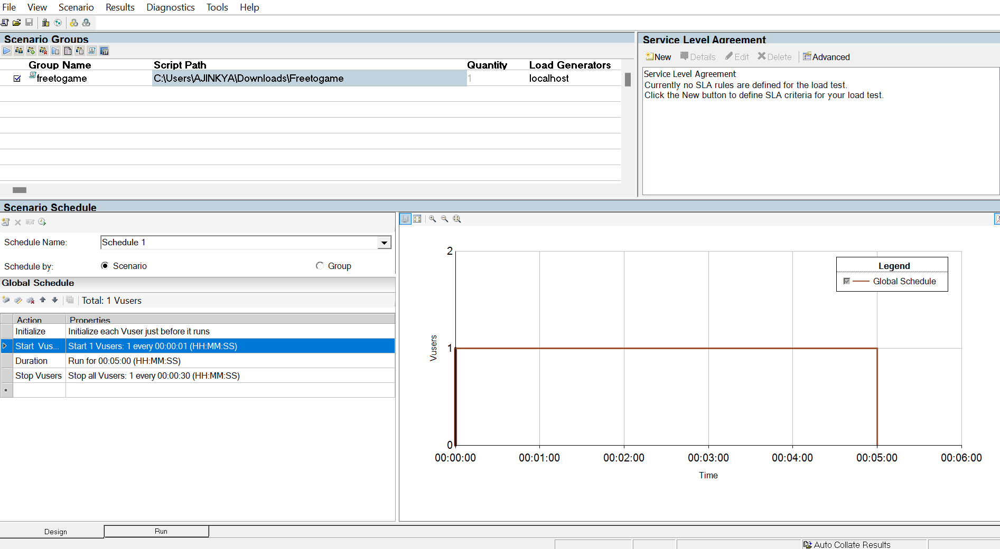 File View Scenario Results Diagnostics Tools Help
Scenario Groups
Group Name Script Path Quantity Load Generators
freetogame C:\Users\AJINKYA\Downloads\Freetogame 1 localhost
Service Level Agreement
New Details Edit Delete Advanced
Service Level Agreement
Currently no SLA rules are defined for the load test.
Click the New button to define SLA criteria for your load test.
Scenario Schedule
Schedule Name: Schedule 1
Schedule by: Scenario Group
Global Schedule
Total: 1 Vusers
Action Properties
Initialize Initialize each Vuser just before it runs
Start Vus... Start 1 Vusers: 1 every 00:00:01 (HH:MM:SS)
Duration Run for 00:05:00 (HH:MM:SS)
Stop Vusers Stop all Vusers: 1 every 00:00:30 (HH:MM:SS)
*
2
Legend
Global Schedule
Vusers
1
0
00:00:00 00:01:00 00:02:00 00:03:00 00:04:00 00:05:00 00:06:00
Time
Design Run
Auto Collate Results